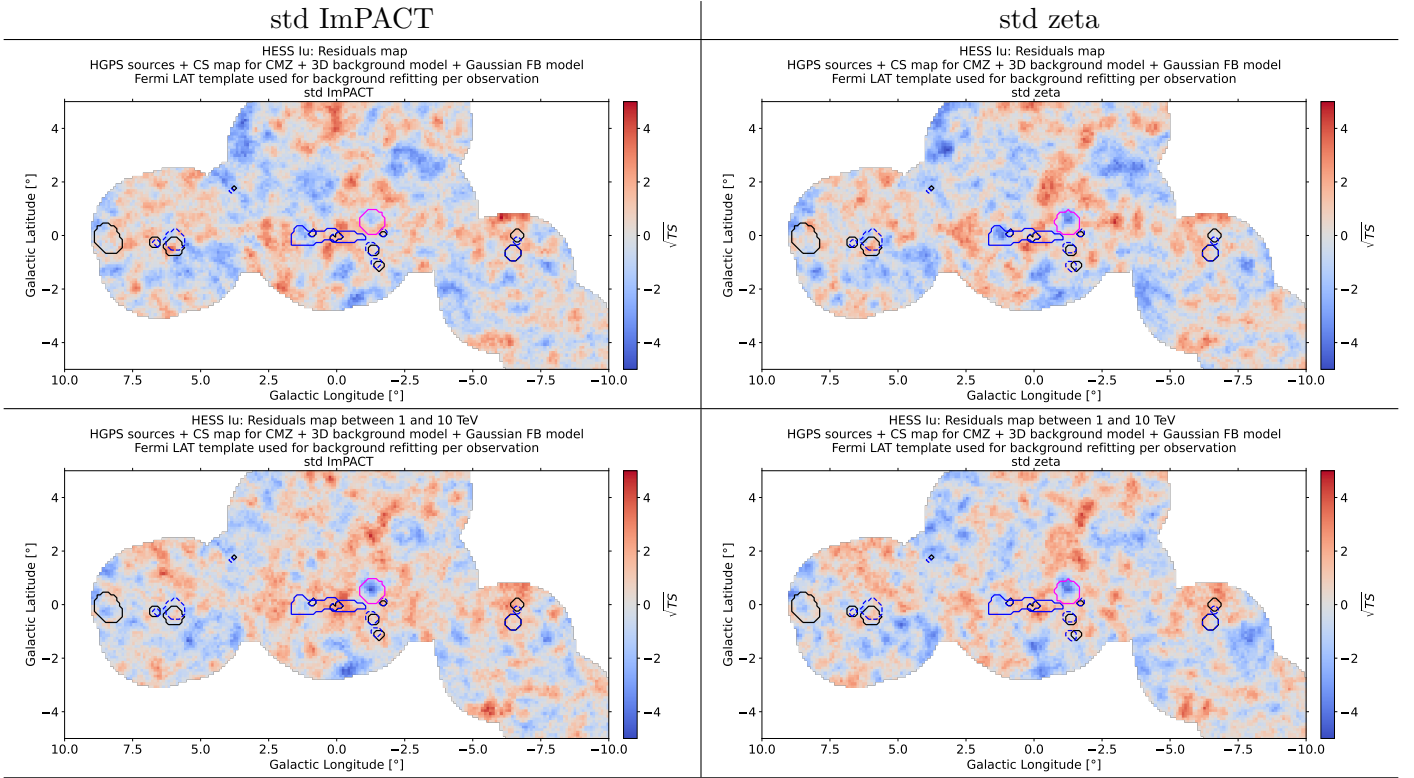 std ImPACT
std zeta
HESS Iu: Residuals map
HGPS sources + CS map for CMZ + 3D background model + Gaussian FB model
Fermi LAT template used for background refitting per observation
std ImPACT
4
2
0
−2
−4
Galactic Latitude [°]
10.0 7.5 5.0 2.5 0.0 −2.5 −5.0 −7.5 −10.0
Galactic Longitude [°]
4
2
0
−2
−4
√TS
HESS Iu: Residuals map
HGPS sources + CS map for CMZ + 3D background model + Gaussian FB model
Fermi LAT template used for background refitting per observation
std zeta
4
2
0
−2
−4
Galactic Latitude [°]
10.0 7.5 5.0 2.5 0.0 −2.5 −5.0 −7.5 −10.0
Galactic Longitude [°]
4
2
0
−2
−4
√TS
HESS Iu: Residuals map between 1 and 10 TeV
HGPS sources + CS map for CMZ + 3D background model + Gaussian FB model
Fermi LAT template used for background refitting per observation
std ImPACT
4
2
0
−2
−4
Galactic Latitude [°]
10.0 7.5 5.0 2.5 0.0 −2.5 −5.0 −7.5 −10.0
Galactic Longitude [°]
4
2
0
−2
−4
√TS
HESS Iu: Residuals map between 1 and 10 TeV
HGPS sources + CS map for CMZ + 3D background model + Gaussian FB model
Fermi LAT template used for background refitting per observation
std zeta
4
2
0
−2
−4
Galactic Latitude [°]
10.0 7.5 5.0 2.5 0.0 −2.5 −5.0 −7.5 −10.0
Galactic Longitude [°]
4
2
0
−2
−4
√TS